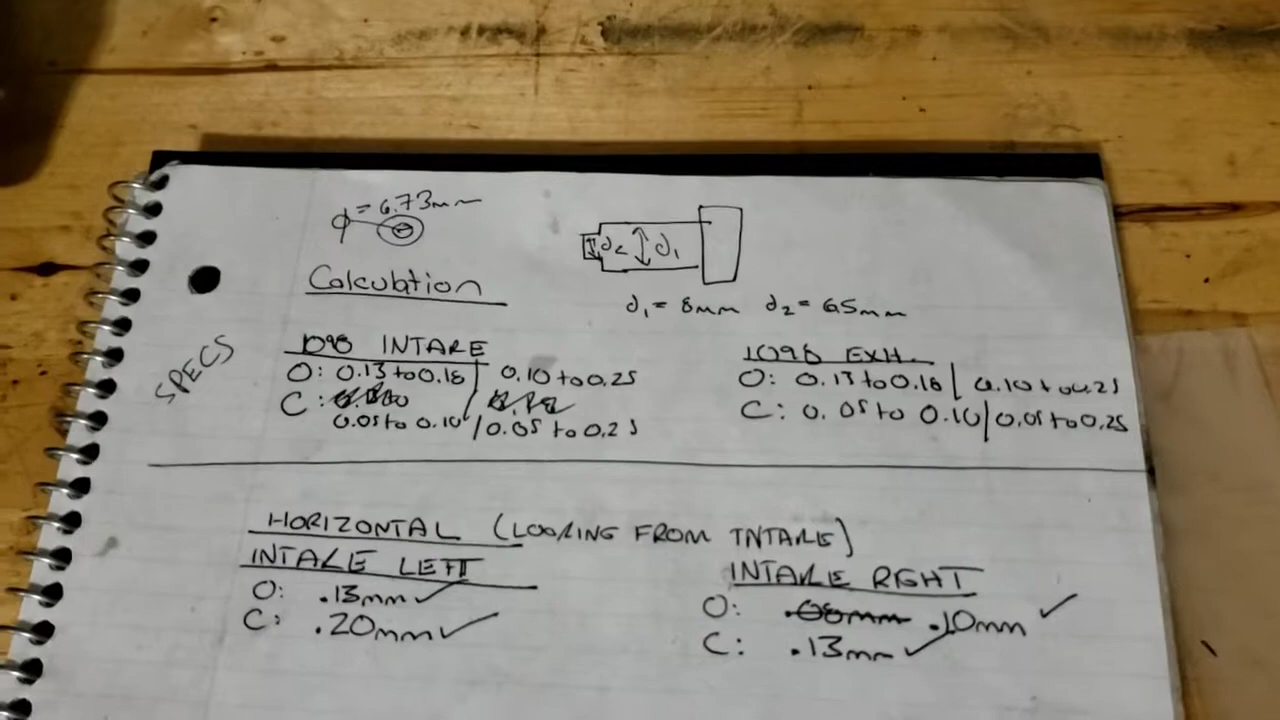 φ = 6.73mm
d₂ d₁
Calculation
d₁ = 8mm d₂ = 6.5mm
SPECS
1098 INTAKE
O: 0.13 to 0.18 / 0.10 to 0.25
C:
0.05 to 0.10 / 0.05 to 0.25
1098 EXH.
O: 0.13 to 0.18 | 0.10 to 0.25
C: 0.05 to 0.10 / 0.05 to 0.25
HORIZONTAL (LOOKING FROM INTAKE)
INTAKE LEFT
O: .13mm ✓
C: .20mm ✓
INTAKE RGHT
O: .08mm .10mm ✓
C: .13mm ✓